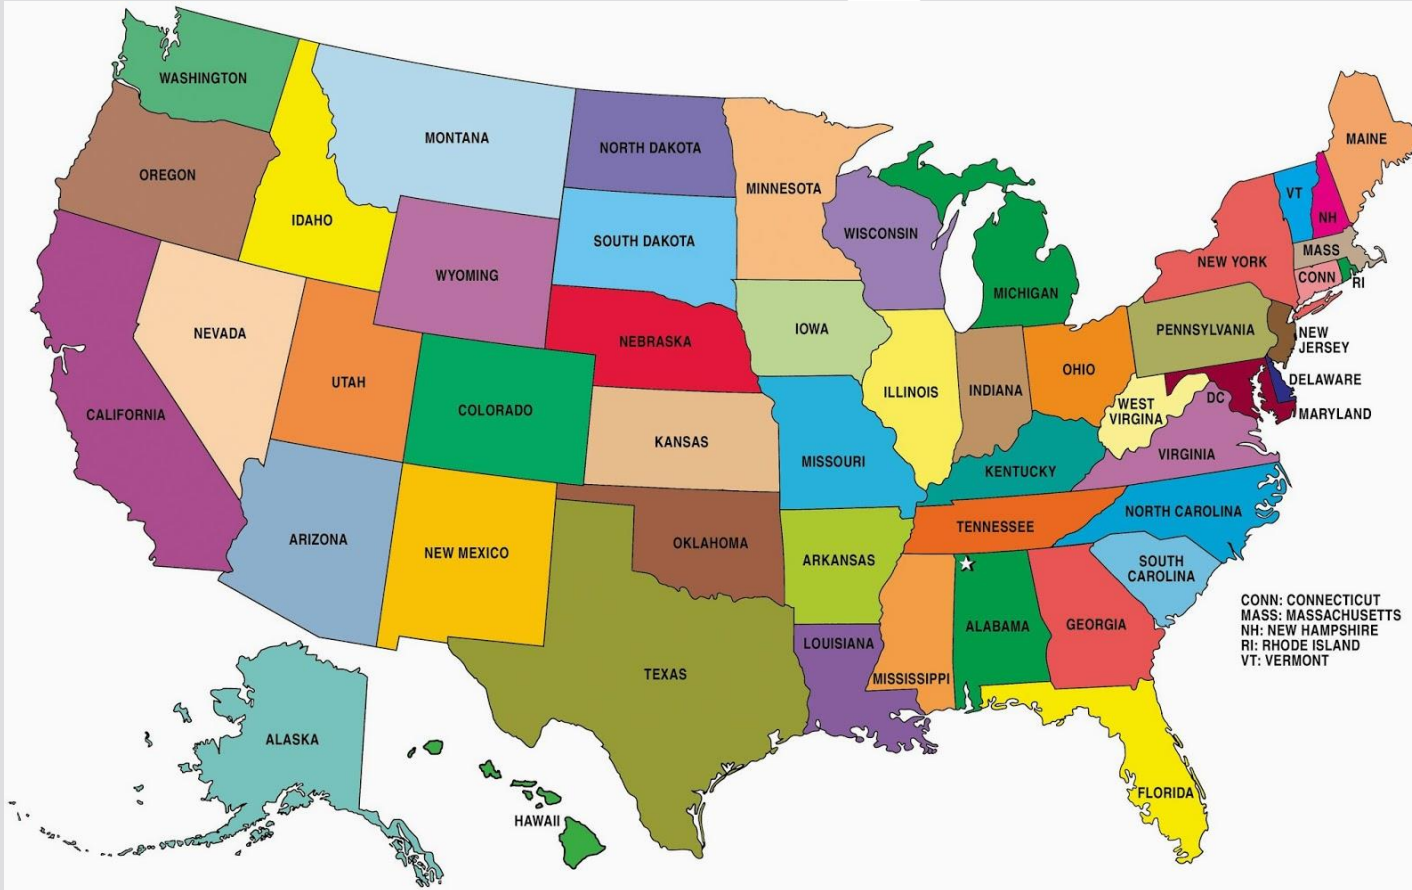 WASHINGTON
OREGON
CALIFORNIA
NEVADA
IDAHO
MONTANA
WYOMING
UTAH
COLORADO
ARIZONA
NEW MEXICO
NORTH DAKOTA
SOUTH DAKOTA
NEBRASKA
KANSAS
OKLAHOMA
TEXAS
MINNESOTA
IOWA
MISSOURI
ARKANSAS
LOUISIANA
WISCONSIN
ILLINOIS
MICHIGAN
INDIANA
OHIO
KENTUCKY
TENNESSEE
MISSISSIPPI
ALABAMA
GEORGIA
FLORIDA
SOUTH
CAROLINA
NORTH CAROLINA
VIRGINIA
WEST
VIRGINA
DC
PENNSYLVANIA
NEW YORK
VT
NH
MAINE
MASS
CONN
RI
NEW
JERSEY
DELAWARE
MARYLAND
ALASKA
HAWAII
CONN: CONNECTICUT
MASS: MASSACHUSETTS
NH: NEW HAMPSHIRE
RI: RHODE ISLAND
VT: VERMONT